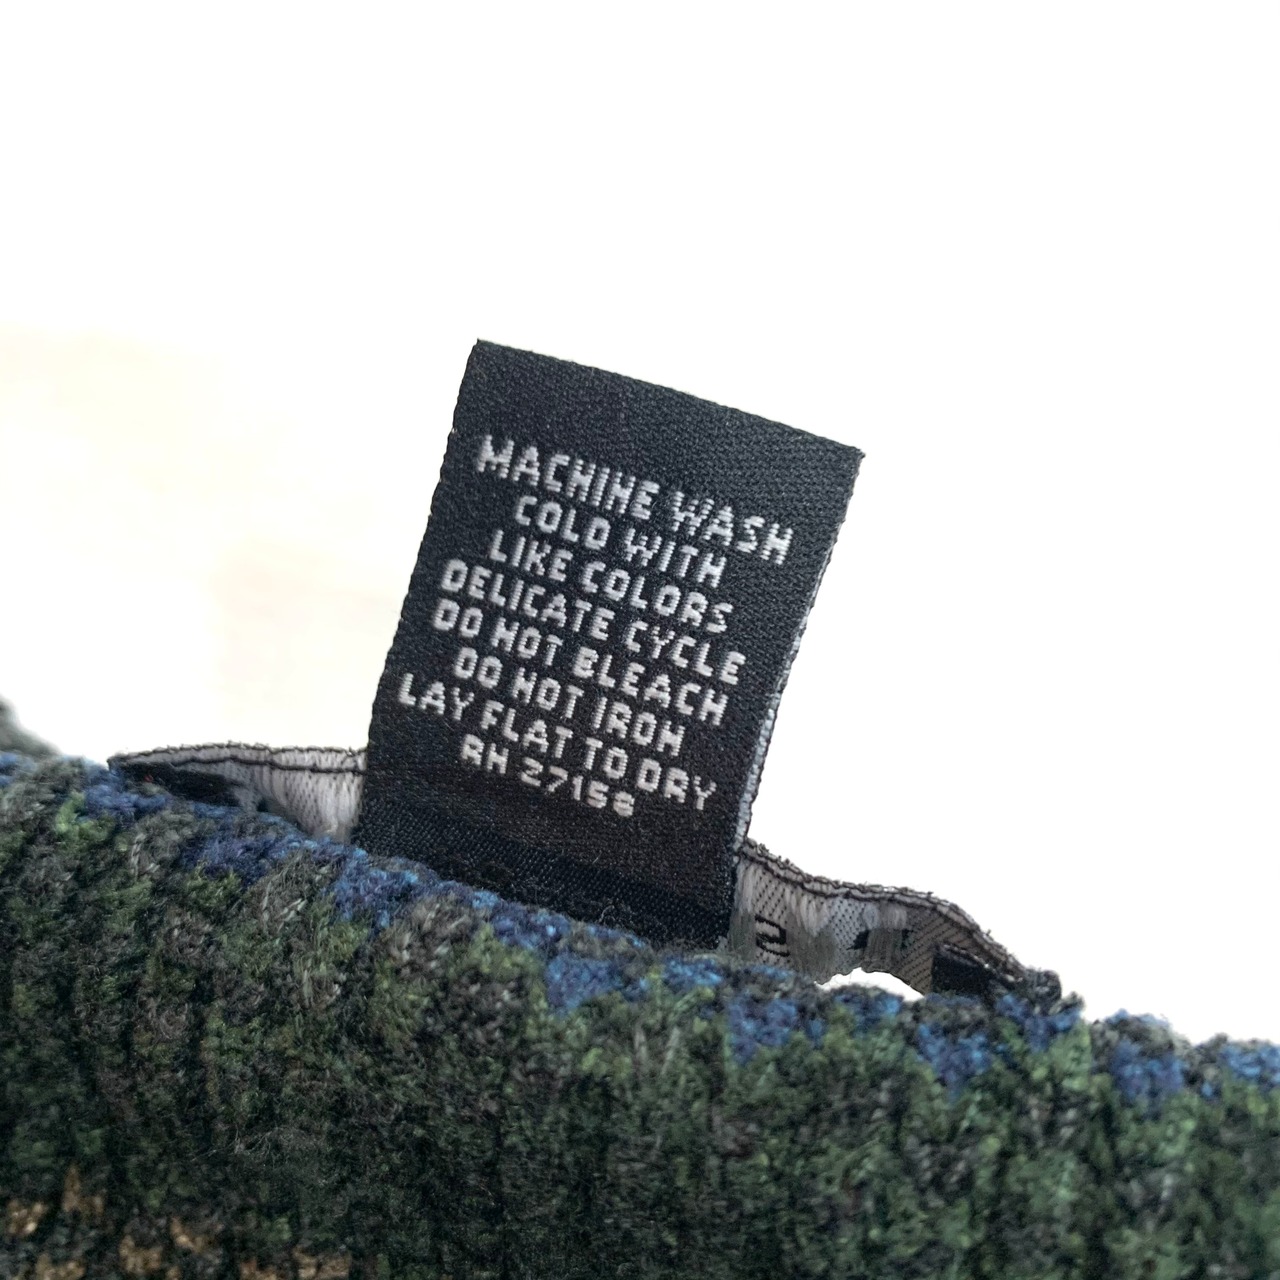 MACHINE WASH
COLD WITH
LIKE COLORS
DELICATE CYCLE
DO NOT BLEACH
DO NOT IRON
LAY FLAT TO DRY
RN 27158